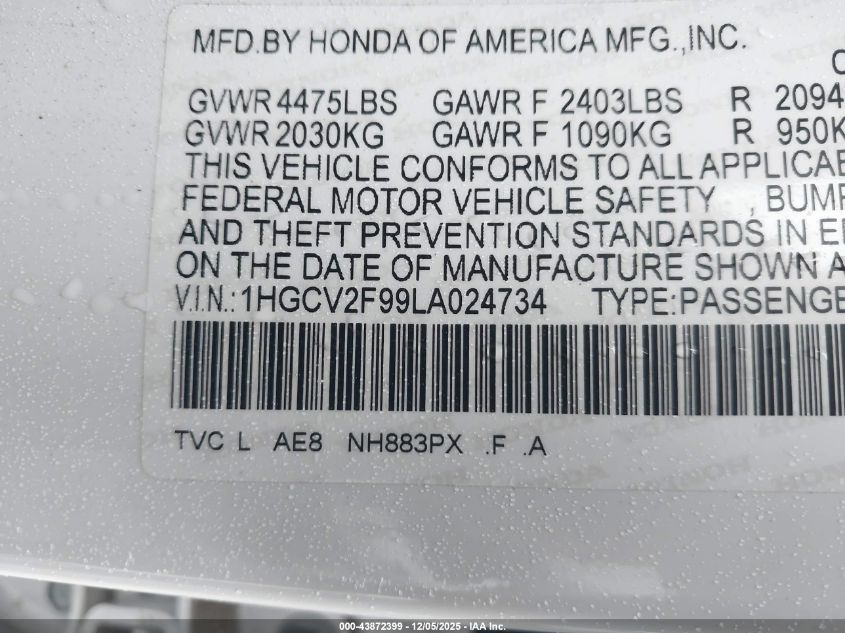 MFD.BY HONDA OF AMERICA MFG.,INC.
GVWR 4475LBS GAWR F 2403LBS R 2094
GVWR 2030KG GAWR F 1090KG R 950K
THIS VEHICLE CONFORMS TO ALL APPLICAB
FEDERAL MOTOR VEHICLE SAFETY , BUMP
AND THEFT PREVENTION STANDARDS IN E
ON THE DATE OF MANUFACTURE SHOWN A
V.I.N.:1HGCV2F99LA024734 TYPE:PASSENGE
TVC L AE8 NH883PX .F .A
000-43872399 - 12/05/2025 - IAA Inc.